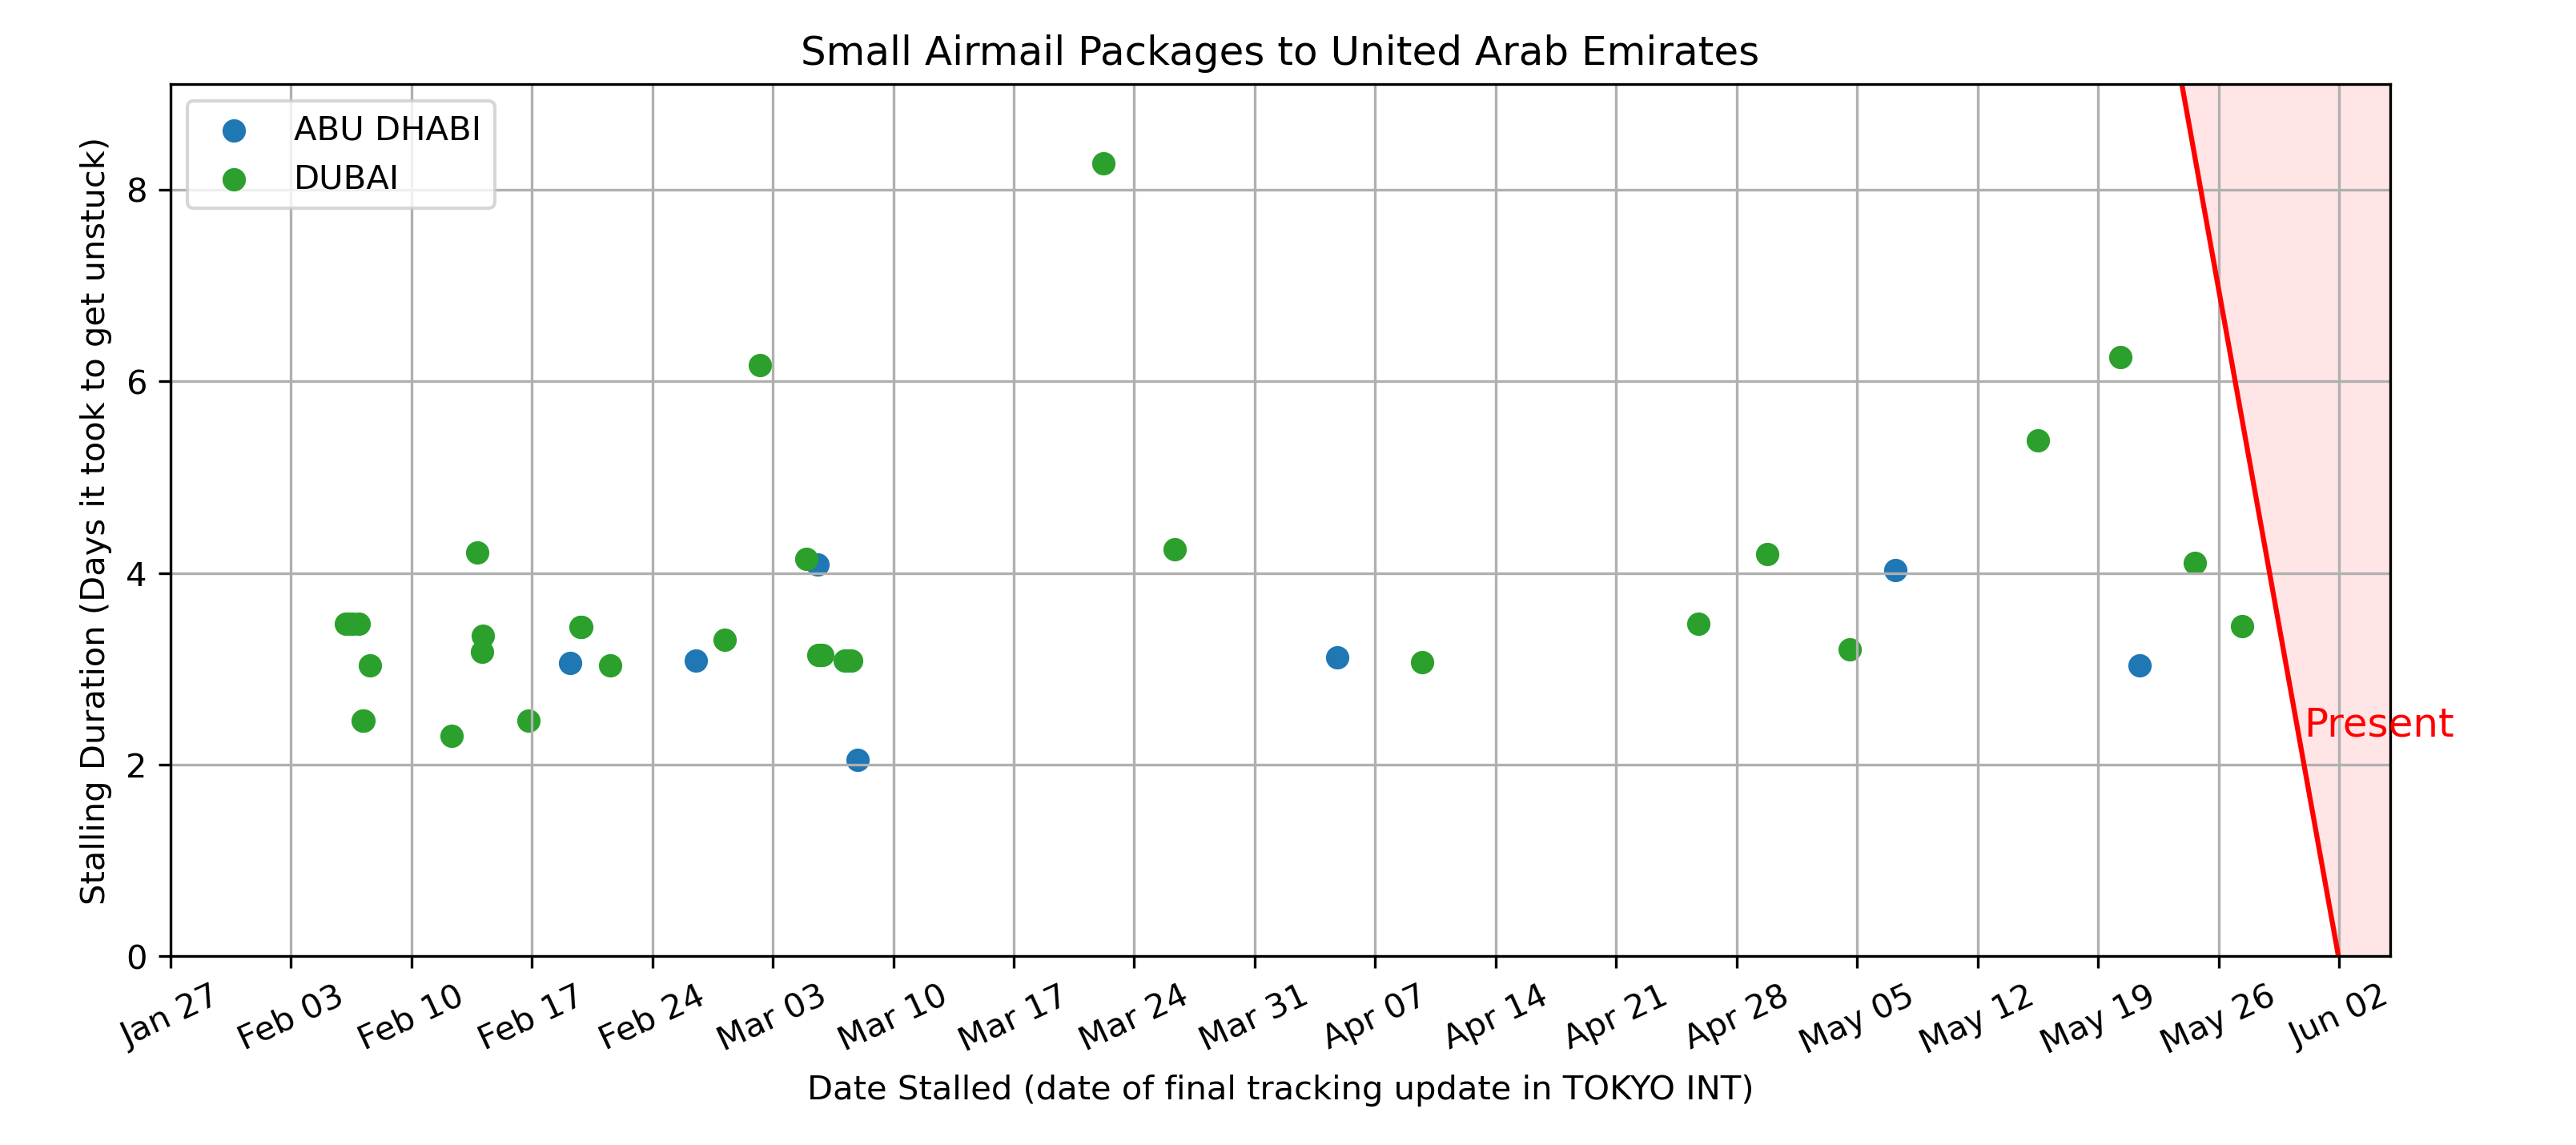 Small Airmail Packages to United Arab Emirates
ABU DHABI
DUBAI
Stalling Duration (Days it took to get unstuck)
8
6
4
2
0
Present
Jan 27
Feb 03
Feb 10
Feb 17
Feb 24
Mar 03
Mar 10
Mar 17
Mar 24
Mar 31
Apr 07
Apr 14
Apr 21
Apr 28
May 05
May 12
May 19
May 26
Jun 02
Date Stalled (date of final tracking update in TOKYO INT)